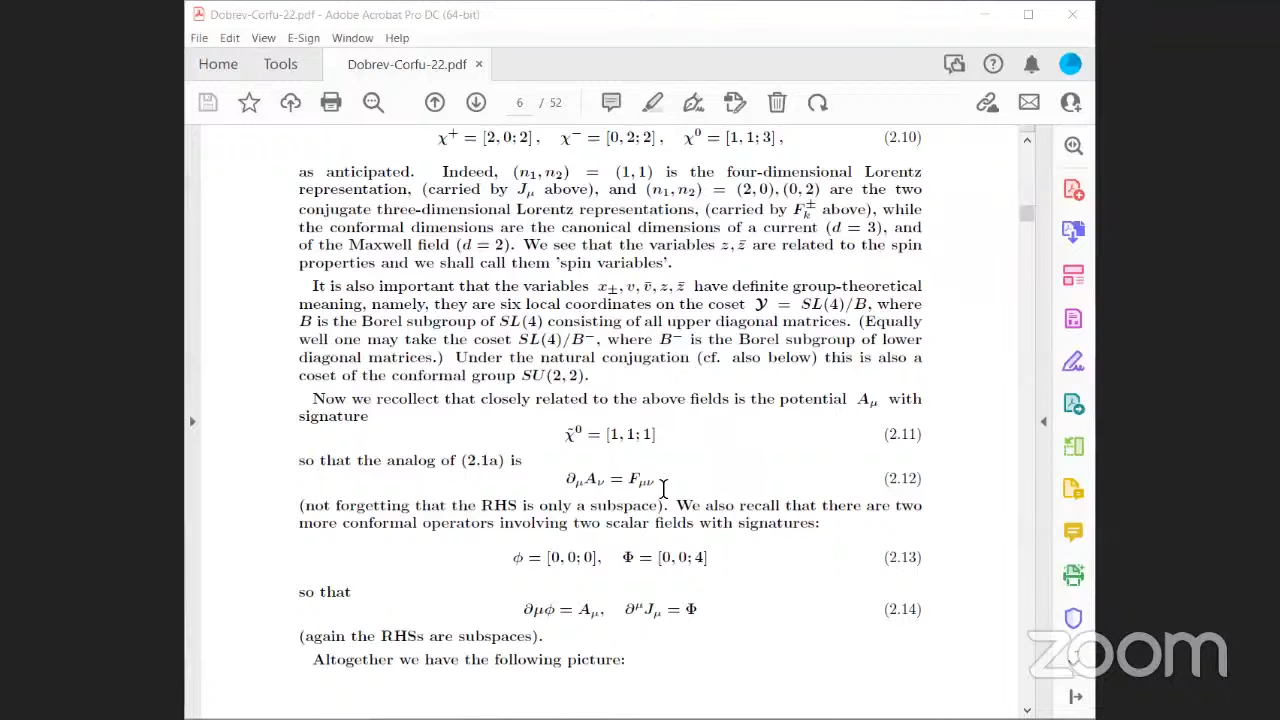 Dobrev-Corfu-22.pdf - Adobe Acrobat Pro DC (64-bit)
File Edit View E-Sign Window Help
Home Tools Dobrev-Corfu-22.pdf ×
6 / 52
χ⁺ = [2, 0; 2] , χ⁻ = [0, 2; 2] , χ⁰ = [1, 1; 3] , (2.10)
as anticipated. Indeed, (n₁, n₂) = (1, 1) is the four-dimensional Lorentz
representation, (carried by Jμ above), and (n₁, n₂) = (2, 0), (0, 2) are the two
conjugate three-dimensional Lorentz representations, (carried by F±k above), while
the conformal dimensions are the canonical dimensions of a current (d = 3), and
of the Maxwell field (d = 2). We see that the variables z, z̄ are related to the spin
properties and we shall call them 'spin variables'.
It is also important that the variables x±, v, v̄, z, z̄ have definite group-theoretical
meaning, namely, they are six local coordinates on the coset 𝒴 = SL(4)/B, where
B is the Borel subgroup of SL(4) consisting of all upper diagonal matrices. (Equally
well one may take the coset SL(4)/B⁻, where B⁻ is the Borel subgroup of lower
diagonal matrices.) Under the natural conjugation (cf. also below) this is also a
coset of the conformal group SU(2, 2).
Now we recollect that closely related to the above fields is the potential Aμ with
signature
χ̃⁰ = [1, 1; 1] (2.11)
so that the analog of (2.1a) is
∂μAν = Fμν (2.12)
(not forgetting that the RHS is only a subspace). We also recall that there are two
more conformal operators involving two scalar fields with signatures:
ϕ = [0, 0; 0], Φ = [0, 0; 4] (2.13)
so that
∂μϕ = Aμ, ∂^μJμ = Φ (2.14)
(again the RHSs are subspaces).
Altogether we have the following picture:
zoom